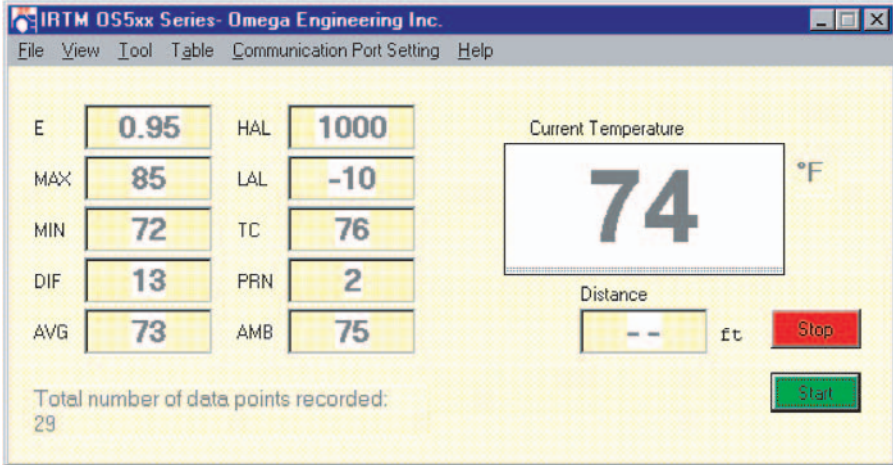 IRTM OS5xx Series- Omega Engineering Inc.
File View Tool Table Communication Port Setting Help
E 0.95 HAL 1000
Current Temperature
MAX 85 LAL -10
74 °F
MIN 72 TC 76
DIF 13 PRN 2
Distance
AVG 73 AMB 75
-- ft Stop
Start
Total number of data points recorded:
29